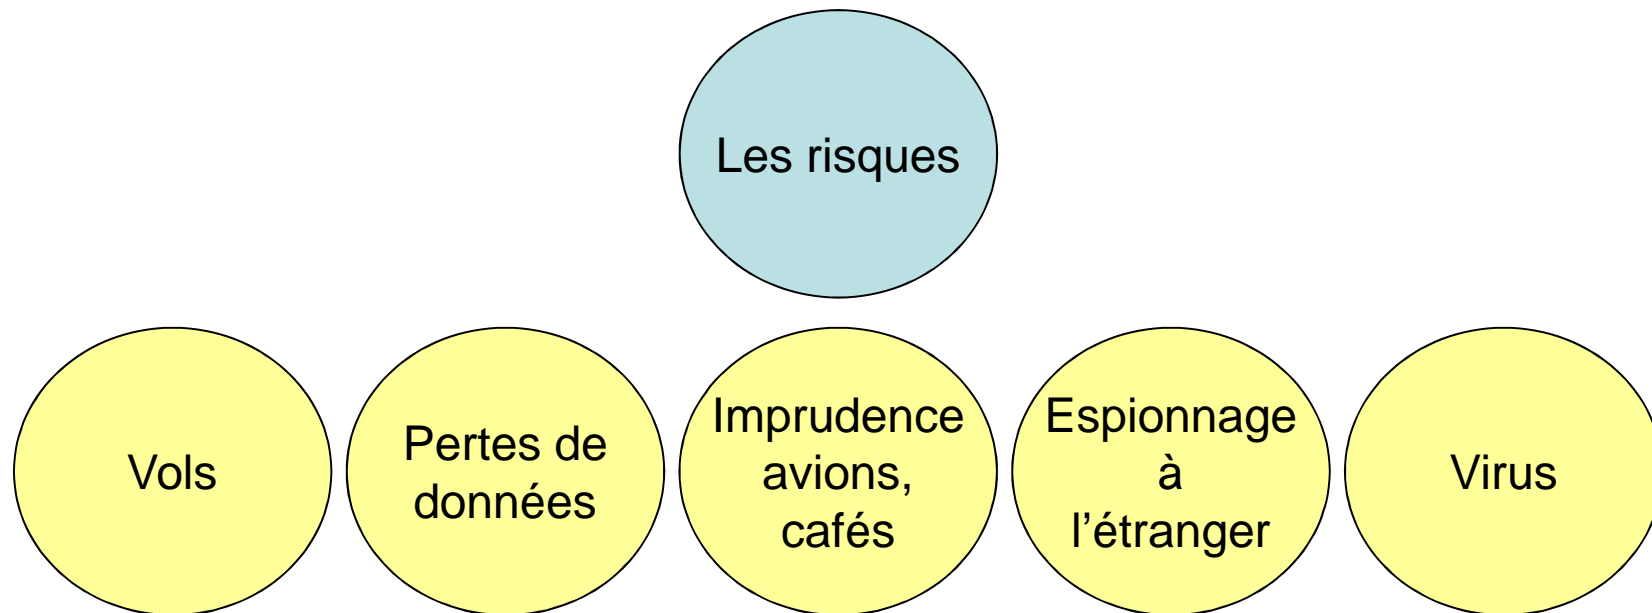 Les risques
Vols
Pertes de
données
Imprudence
avions,
cafés
Espionnage
à
l’étranger
Virus